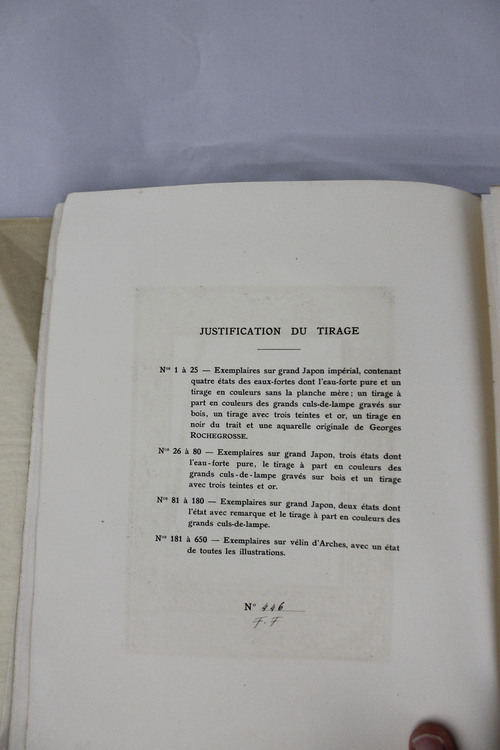 JUSTIFICATION DU TIRAGE
Nos 1 à 25 — Exemplaires sur grand Japon impérial, contenant
quatre états des eaux-fortes dont l'eau-forte pure et un
tirage en couleurs sans la planche mère ; un tirage à
part en couleurs des grands culs-de-lampe gravés sur
bois, un tirage avec trois teintes et or, un tirage en
noir du trait et une aquarelle originale de Georges
ROCHEGROSSE.
Nos 26 à 80 — Exemplaires sur grand Japon, trois états dont
l'eau-forte pure, le tirage à part en couleurs des
grands culs-de-lampe gravés sur bois et un tirage
avec trois teintes et or.
Nos 81 à 180 — Exemplaires sur grand Japon, deux états dont
l'état avec remarque et le tirage à part en couleurs des
grands culs-de-lampe.
Nos 181 à 650 — Exemplaires sur vélin d'Arches, avec un état
de toutes les illustrations.
No 446
F. F